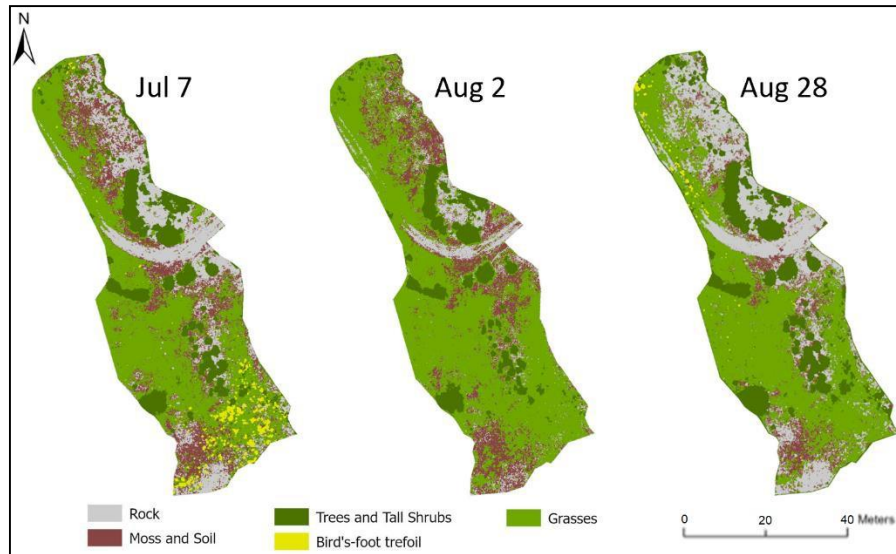 N
Jul 7
Aug 2
Aug 28
Rock
Trees and Tall Shrubs
Grasses
Moss and Soil
Bird's-foot trefoil
0 20 40 Meters